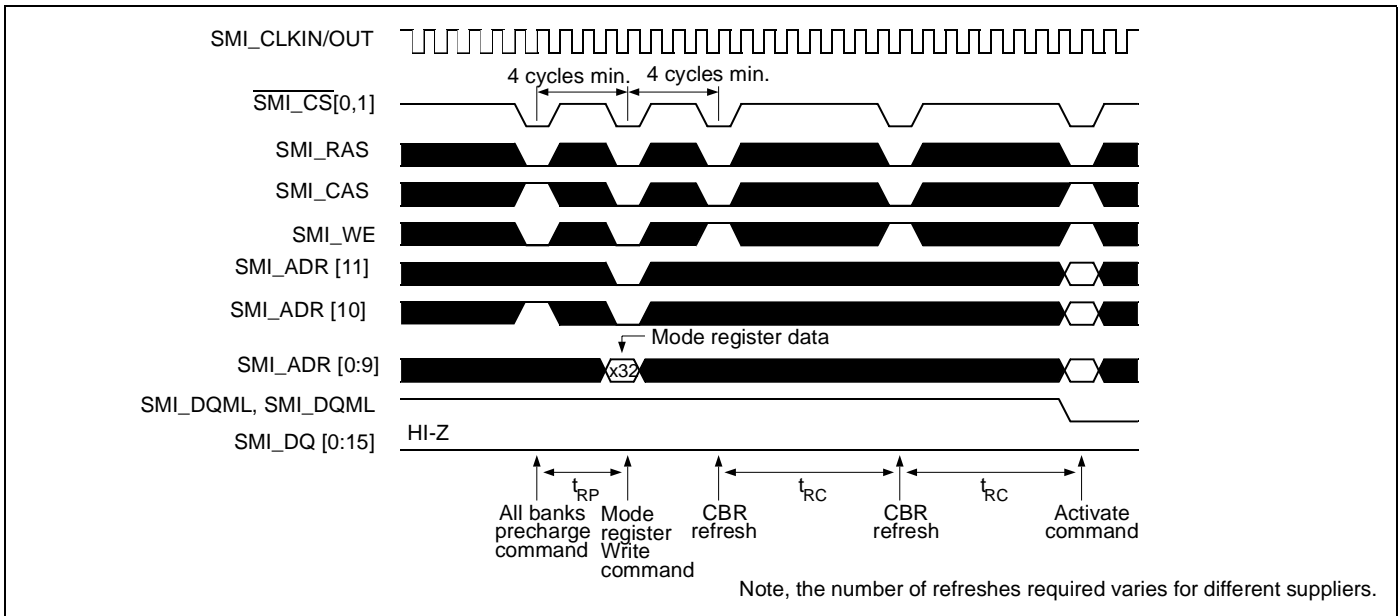 SMI_CLKIN/OUT
4 cycles min. 4 cycles min.
SMI_CS[0,1]
SMI_RAS
SMI_CAS
SMI_WE
SMI_ADR [11]
SMI_ADR [10]
Mode register data
SMI_ADR [0:9]
x32
SMI_DQML, SMI_DQML
SMI_DQ [0:15]
HI-Z
tRP
tRC
tRC
All banks
precharge
command
Mode
register
Write
command
CBR
refresh
CBR
refresh
Activate
command
Note, the number of refreshes required varies for different suppliers.